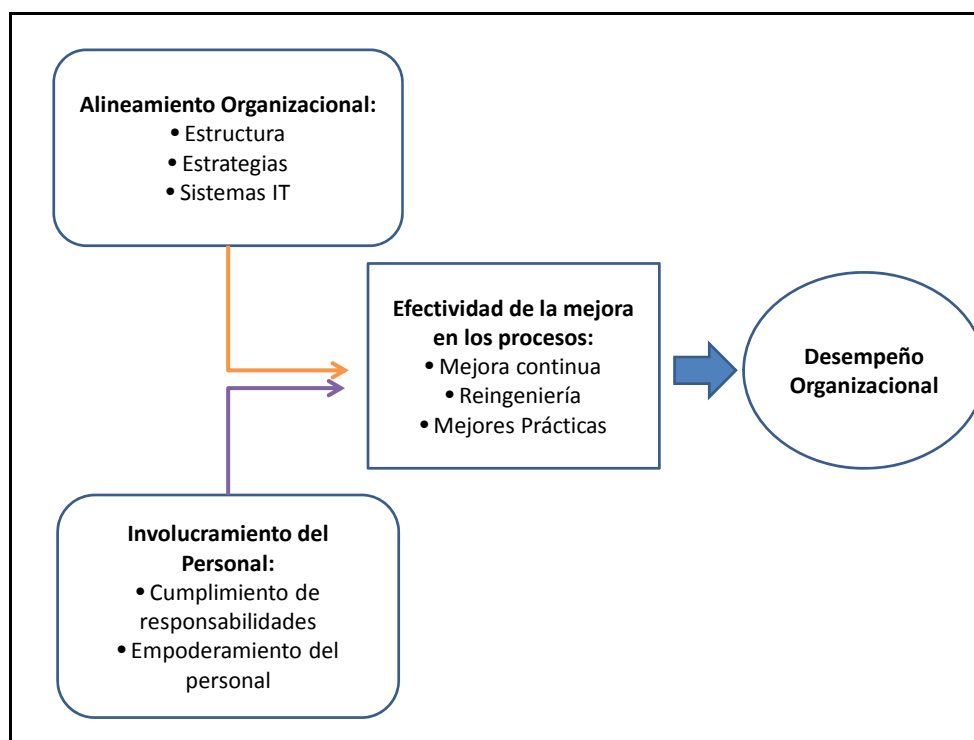 Alineamiento Organizacional:
• Estructura
• Estrategias
• Sistemas IT
Efectividad de la mejora
en los procesos:
• Mejora continua
• Reingeniería
• Mejores Prácticas
Desempeño
Organizacional
Involucramiento del
Personal:
• Cumplimiento de
responsabilidades
• Empoderamiento del
personal